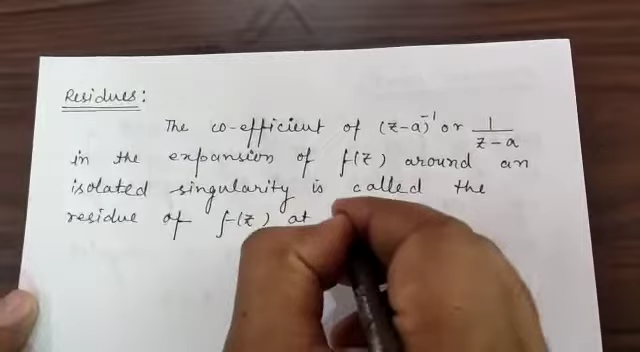 Residues:
The co-efficient of (z-a)⁻¹ or 1/(z-a)
in the expansion of f(z) around an
isolated singularity is called the
residue of f(z) at